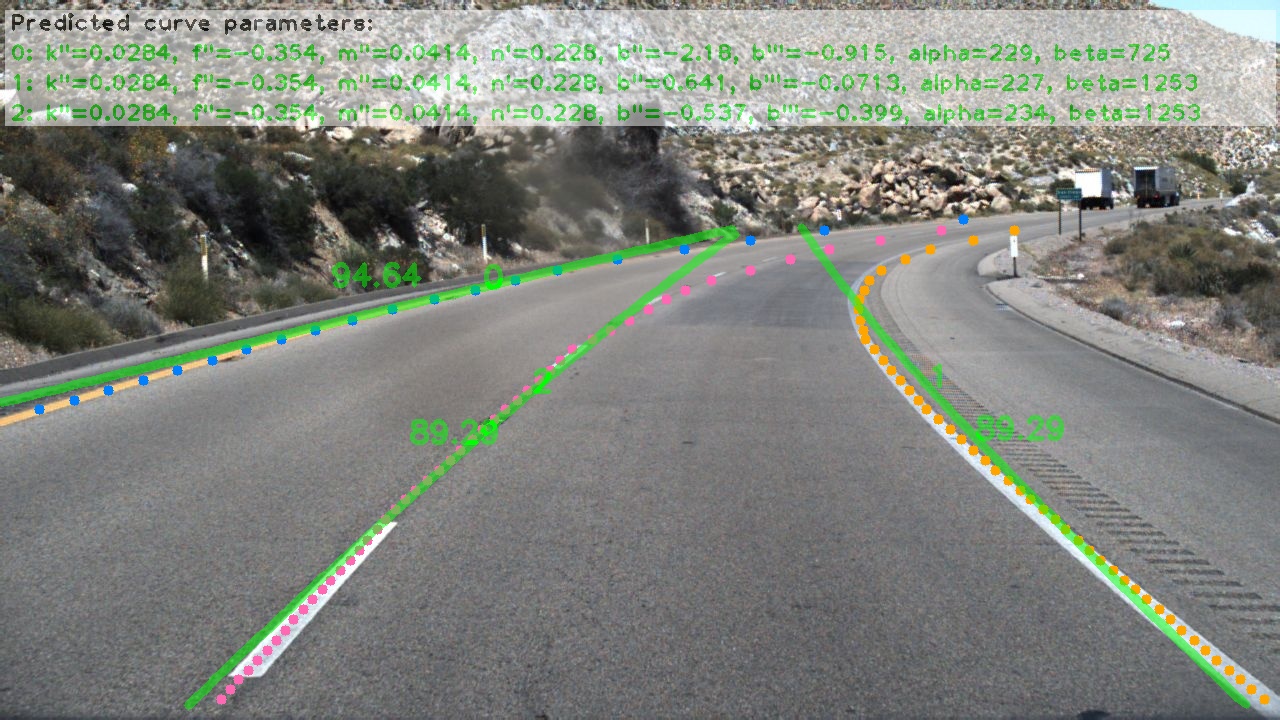 Predicted curve parameters:
0: k''=0.0284, f''=-0.354, m''=0.0414, n'=0.228, b''=-2.18, b'''=-0.915, alpha=229, beta=725
1: k''=0.0284, f''=-0.354, m''=0.0414, n'=0.228, b''=0.641, b'''=-0.0713, alpha=227, beta=1253
2: k''=0.0284, f''=-0.354, m''=0.0414, n'=0.228, b''=-0.537, b'''=-0.399, alpha=234, beta=1253
94.64 0
1
2
89.29 89.29